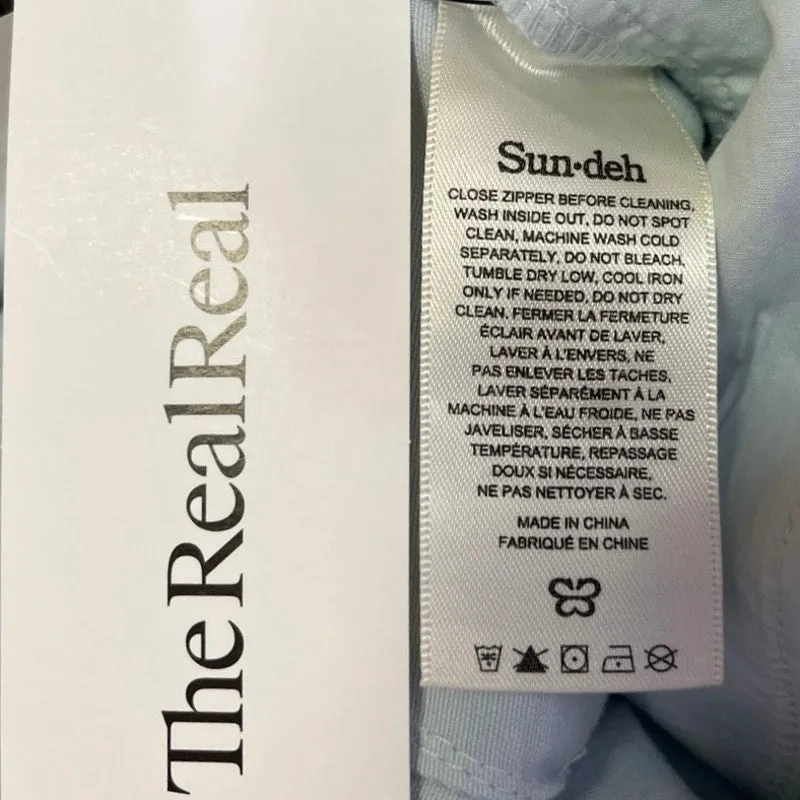 TheRealReal
Sun•deh
CLOSE ZIPPER BEFORE CLEANING,
WASH INSIDE OUT, DO NOT SPOT
CLEAN, MACHINE WASH COLD
SEPARATELY, DO NOT BLEACH,
TUMBLE DRY LOW, COOL IRON
ONLY IF NEEDED, DO NOT DRY
CLEAN. FERMER LA FERMETURE
ÉCLAIR AVANT DE LAVER,
LAVER À L'ENVERS, NE
PAS ENLEVER LES TACHES,
LAVER SÉPARÉMENT À LA
MACHINE À L'EAU FROIDE, NE PAS
JAVELISER, SÉCHER À BASSE
TEMPÉRATURE, REPASSAGE
DOUX SI NÉCESSAIRE,
NE PAS NETTOYER À SEC.
MADE IN CHINA
FABRIQUÉ EN CHINE